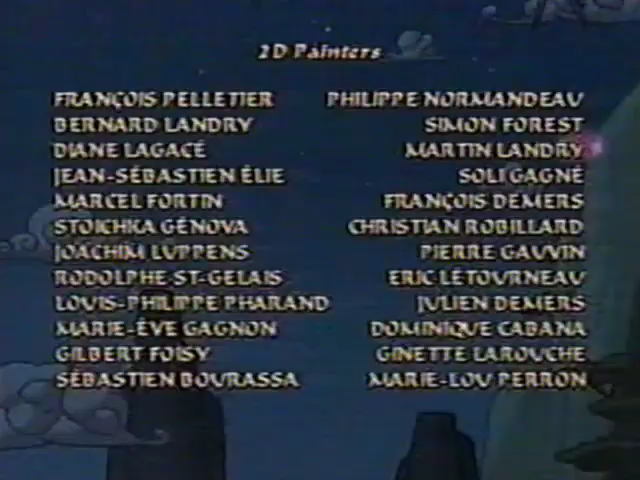 2D Painters
FRANÇOIS PELLETIER PHILIPPE NORMANDEAU
BERNARD LANDRY SIMON FOREST
DIANE LAGACÉ MARTIN LANDRY
JEAN-SÉBASTIEN ÉLIE SOLI GAGNÉ
MARCEL FORTIN FRANÇOIS DEMERS
STOICHKA GÉNOVA CHRISTIAN ROBILLARD
JOACHIM LUPPENS PIERRE GAUVIN
RODOLPHE ST-GELAIS ERIC LÉTOURNEAU
LOUIS-PHILIPPE PHARAND JULIEN DEMERS
MARIE-ÈVE GAGNON DOMINIQUE CABANA
GILBERT FOISY GINETTE LAROUCHE
SÉBASTIEN BOURASSA MARIE-LOU PERRON